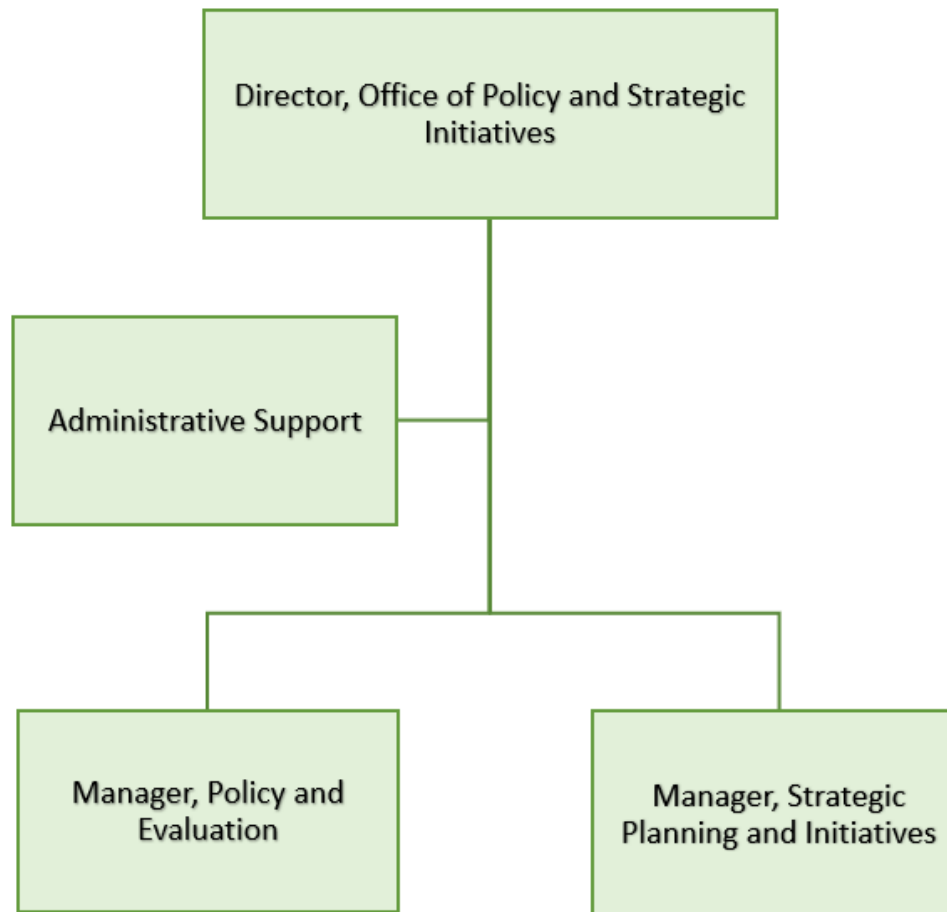 Director, Office of Policy and Strategic
Initiatives
Administrative Support
Manager, Policy and
Evaluation
Manager, Strategic
Planning and Initiatives